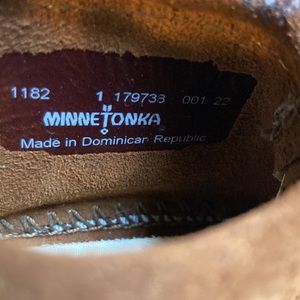 1182 1 179738 001 22
MINNETONKA®
Made in Dominican Republic